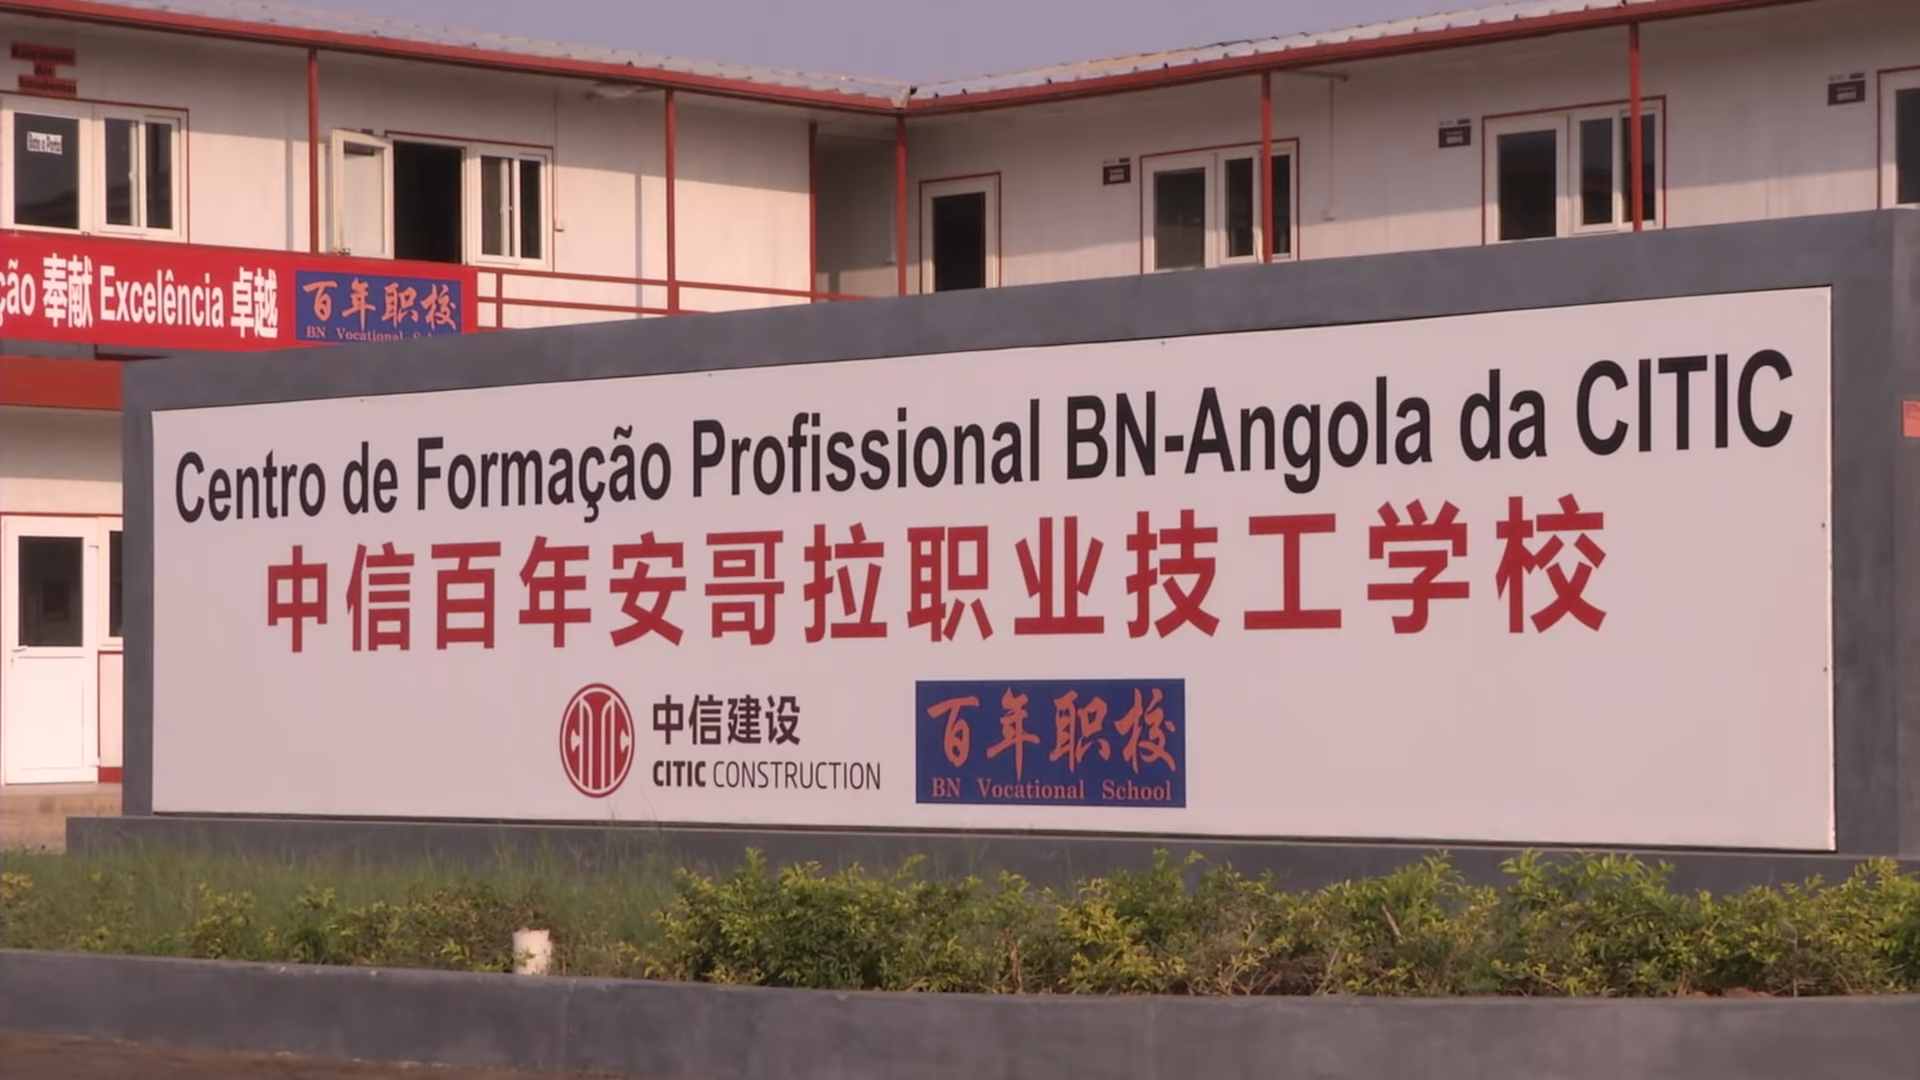 ção 奉献 Excelência 卓越
百年职校
BN Vocational S
Centro de Formação Profissional BN-Angola da CITIC
中信百年安哥拉职业技工学校
中信建设
CITIC CONSTRUCTION
百年职校
BN Vocational School